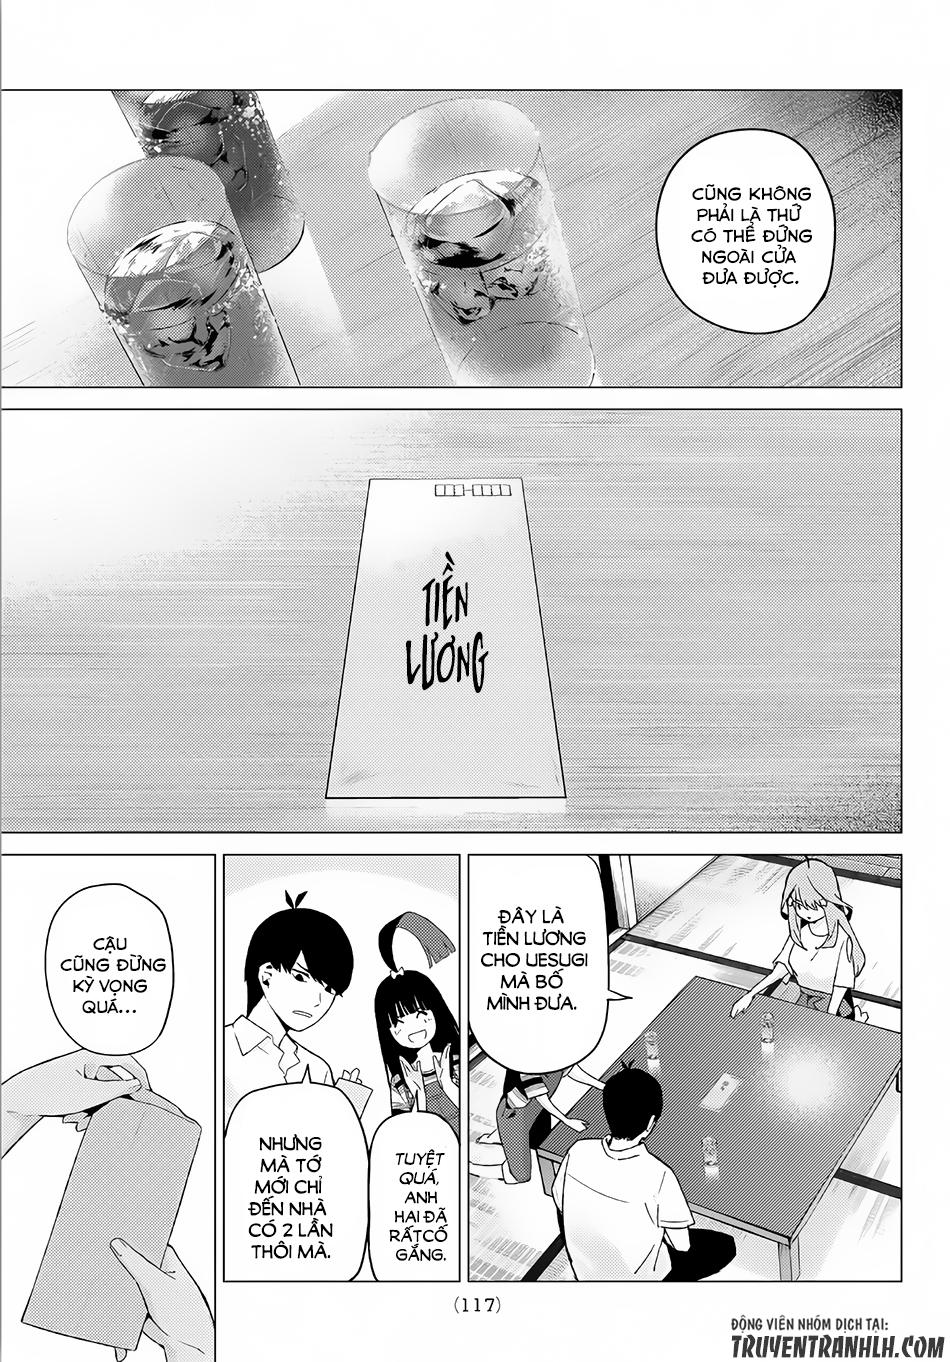 CŨNG KHÔNG
PHẢI LÀ THỨ
CÓ THỂ ĐỨNG
NGOÀI CỬA
ĐƯA ĐƯỢC.
TIỀN
LƯƠNG
ĐÂY LÀ
TIỀN LƯƠNG
CHO UESUGI
MÀ BỐ
MÌNH ĐƯA.
TUYỆT
QUÁ,
ANH
HAI ĐÃ
RẤT CỐ
GẮNG.
NHƯNG
MÀ TỚ
MỚI CHỈ
ĐẾN NHÀ
CÓ 2 LẦN
THÔI MÀ.
CẬU
CŨNG ĐỪNG
KỲ VỌNG
QUÁ...
(117)
ĐỘNG VIÊN NHÓM DỊCH TẠI:
TRUYENTRANHLH.COM